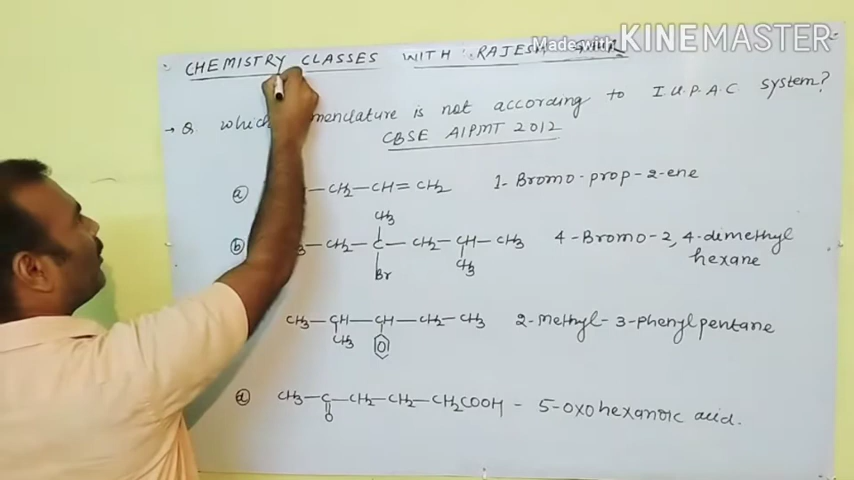 Made with KINEMASTER
CHEMISTRY CLASSES WITH RAJESH
→ Q. which nomenclature is not according to I.U.P.A.C system?
CBSE AIPMT 2012
ⓐ — CH₂ — CH = CH₂ 1-Bromo-prop-2-ene
CH₃
ⓑ — CH₂ — C — CH₂ — CH — CH₃ 4-Bromo-2, 4-dimethyl
Br CH₃ hexane
CH₃ — CH — CH — CH₂ — CH₃ 2-Methyl-3-phenylpentane
CH₃
ⓓ CH₃ — C — CH₂ — CH₂ — CH₂COOH — 5-oxohexanoic acid.
O